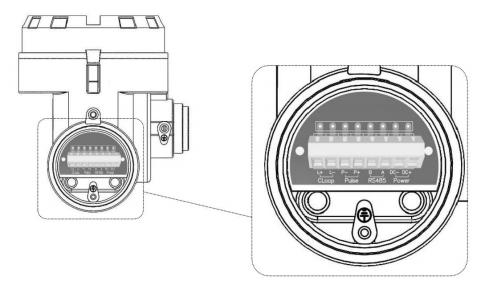 L+ L- P- P+ B A DC- DC+
CLoop Pulse RS485 Power